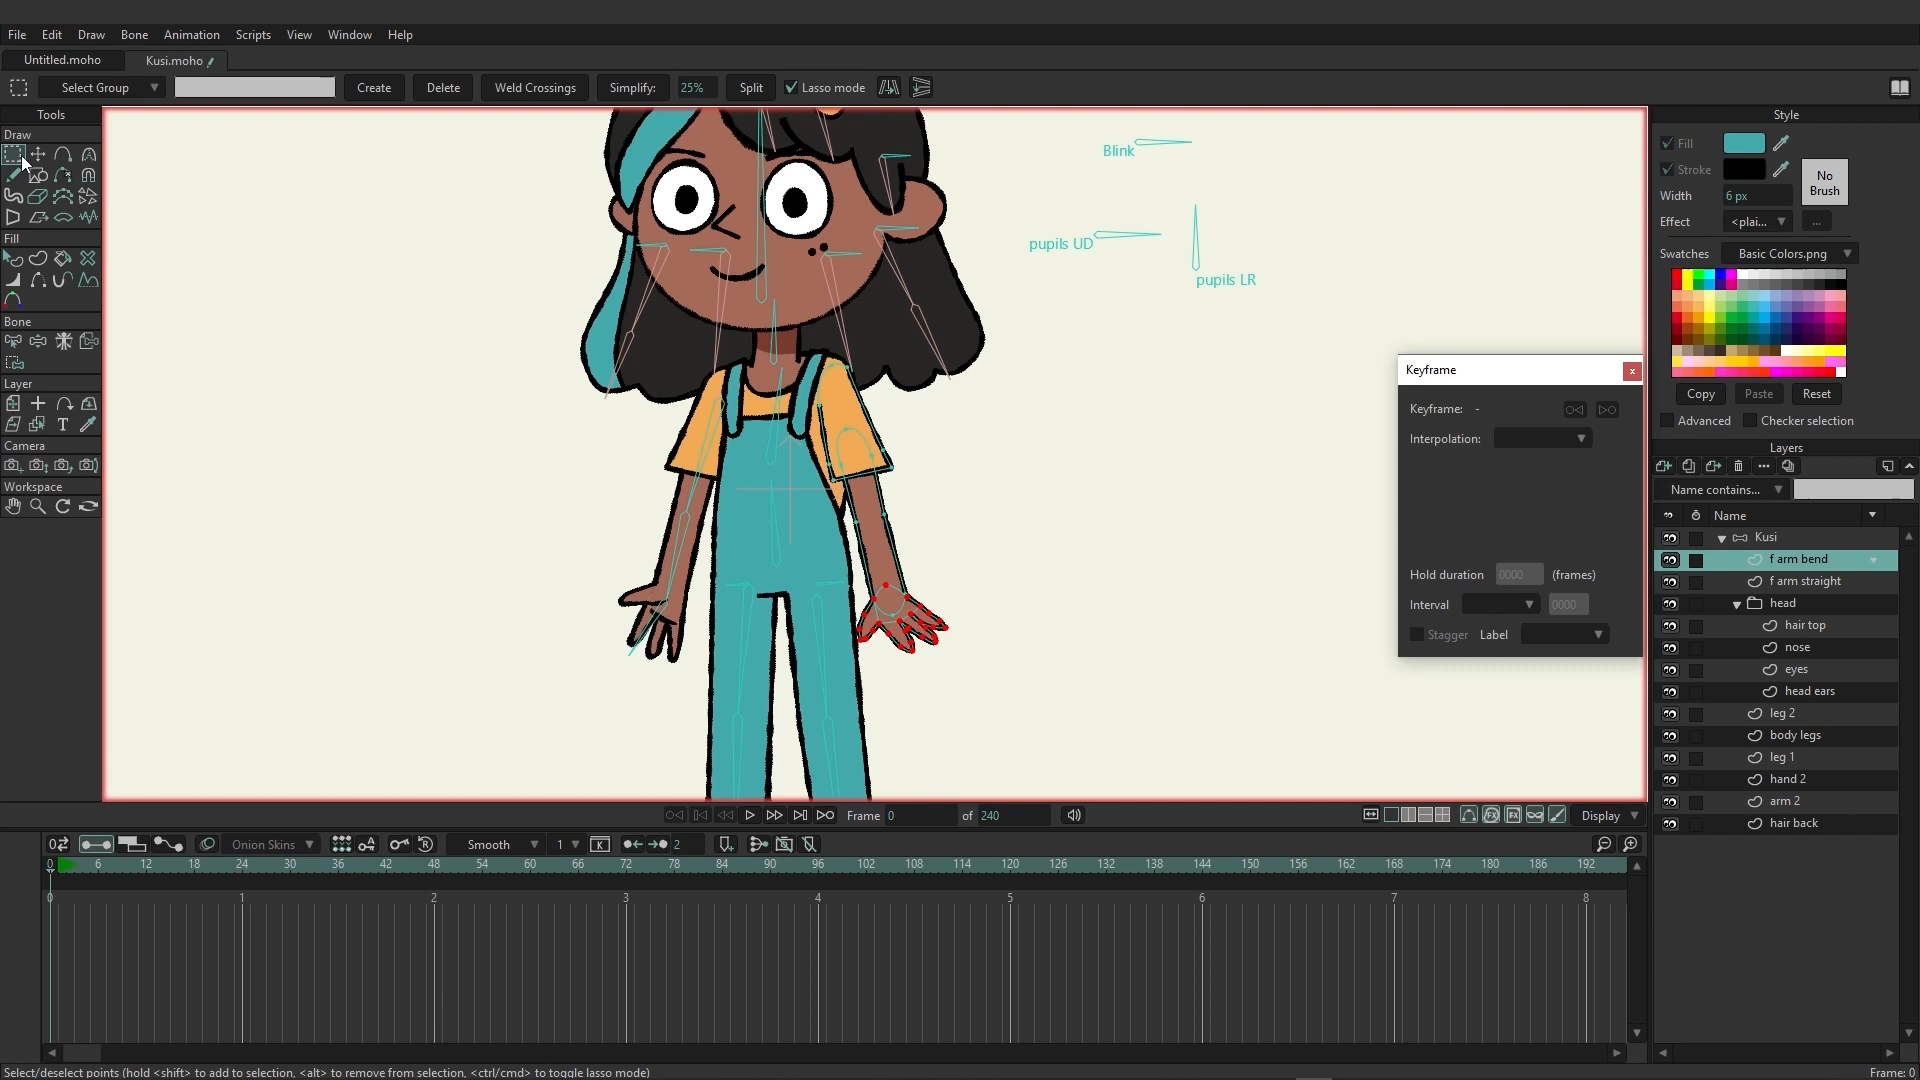 File Edit Draw Bone Animation Scripts View Window Help
Untitled.moho Kusi.moho
Select Group Create Delete Weld Crossings Simplify: 25% Split Lasso mode
Tools
Draw
Fill
Bone
Layer
Camera
Workspace
Blink
pupils UD
pupils LR
Keyframe
Keyframe: -
Interpolation:
Hold duration 0000 (frames)
Interval 0000
Stagger Label
Style
Fill
Stroke
No Brush
Width 6 px
Effect <plai... ...
Swatches Basic Colors.png
Copy Paste Reset
Advanced Checker selection
Layers
Name contains...
Name
Kusi
f arm bend
f arm straight
head
hair top
nose
eyes
head ears
leg 2
body legs
leg 1
hand 2
arm 2
hair back
Frame 0 of 240 Display
Onion Skins Smooth 1 2
0 6 12 18 24 30 36 42 48 54 60 66 72 78 84 90 96 102 108 114 120 126 132 138 144 150 156 162 168 174 180 186 192
0 1 2 3 4 5 6 7 8
Select/deselect points (hold <shift> to add to selection, <alt> to remove from selection, <ctrl/cmd> to toggle lasso mode) Frame: 0